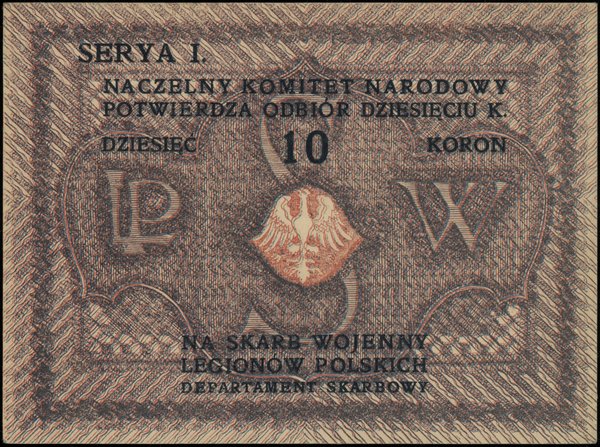 SERYA I.
NACZELNY KOMITET NARODOWY
POTWIERDZA ODBIÓR DZIESIĘCIU K.
DZIESIĘĆ 10 KORON
LP S W
NA SKARB WOJENNY
LEGIONÓW POLSKICH
DEPARTAMENT SKARBOWY